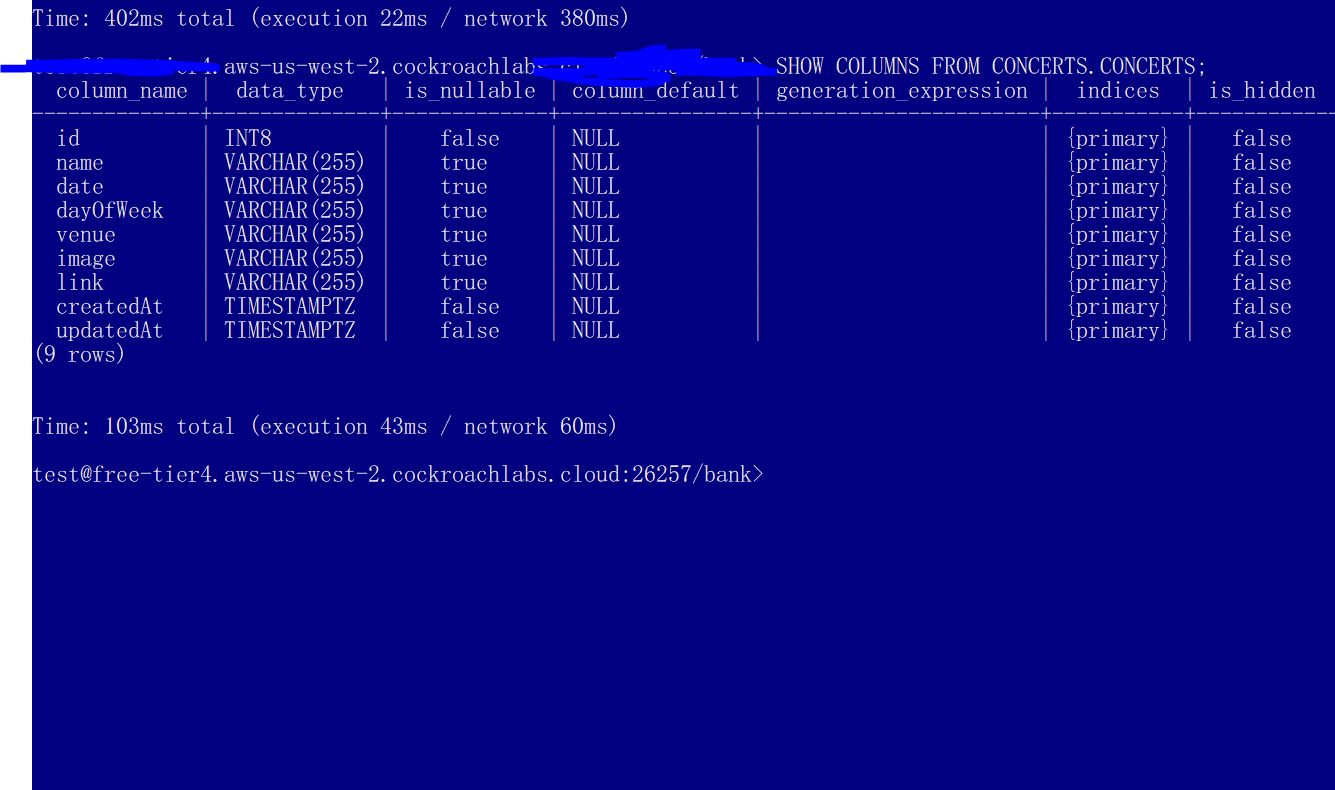 Time: 402ms total (execution 22ms / network 380ms)
.aws-us-west-2.cockroachlabs SHOW COLUMNS FROM CONCERTS.CONCERTS;
column_name | data_type | is_nullable | column_default | generation_expression | indices | is_hidden
--------------+--------------+-------------+----------------+-----------------------+-----------+------------
id | INT8 | false | NULL | | {primary} | false
name | VARCHAR(255) | true | NULL | | {primary} | false
date | VARCHAR(255) | true | NULL | | {primary} | false
dayOfWeek | VARCHAR(255) | true | NULL | | {primary} | false
venue | VARCHAR(255) | true | NULL | | {primary} | false
image | VARCHAR(255) | true | NULL | | {primary} | false
link | VARCHAR(255) | true | NULL | | {primary} | false
createdAt | TIMESTAMPTZ | false | NULL | | {primary} | false
updatedAt | TIMESTAMPTZ | false | NULL | | {primary} | false
(9 rows)
Time: 103ms total (execution 43ms / network 60ms)
test@free-tier4.aws-us-west-2.cockroachlabs.cloud:26257/bank>